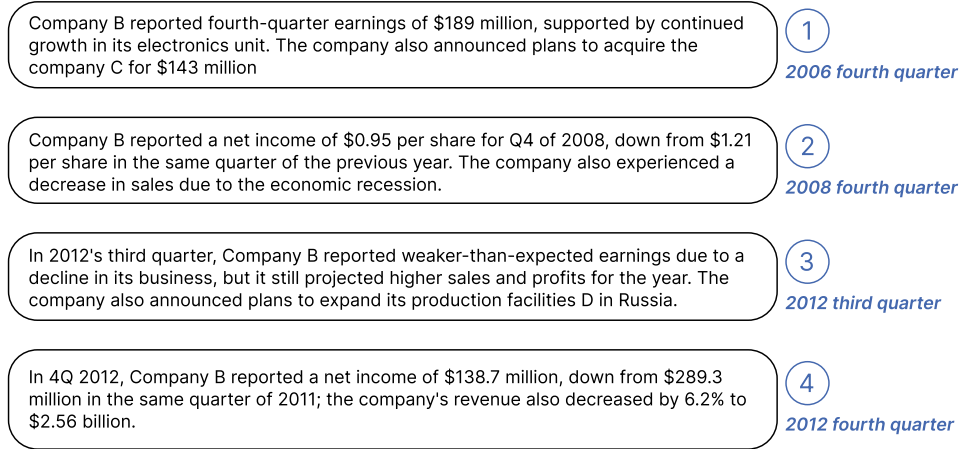 Company B reported fourth-quarter earnings of $189 million, supported by continued
growth in its electronics unit. The company also announced plans to acquire the
company C for $143 million
1
2006 fourth quarter
Company B reported a net income of $0.95 per share for Q4 of 2008, down from $1.21
per share in the same quarter of the previous year. The company also experienced a
decrease in sales due to the economic recession.
2
2008 fourth quarter
In 2012's third quarter, Company B reported weaker-than-expected earnings due to a
decline in its business, but it still projected higher sales and profits for the year. The
company also announced plans to expand its production facilities D in Russia.
3
2012 third quarter
In 4Q 2012, Company B reported a net income of $138.7 million, down from $289.3
million in the same quarter of 2011; the company's revenue also decreased by 6.2% to
$2.56 billion.
4
2012 fourth quarter